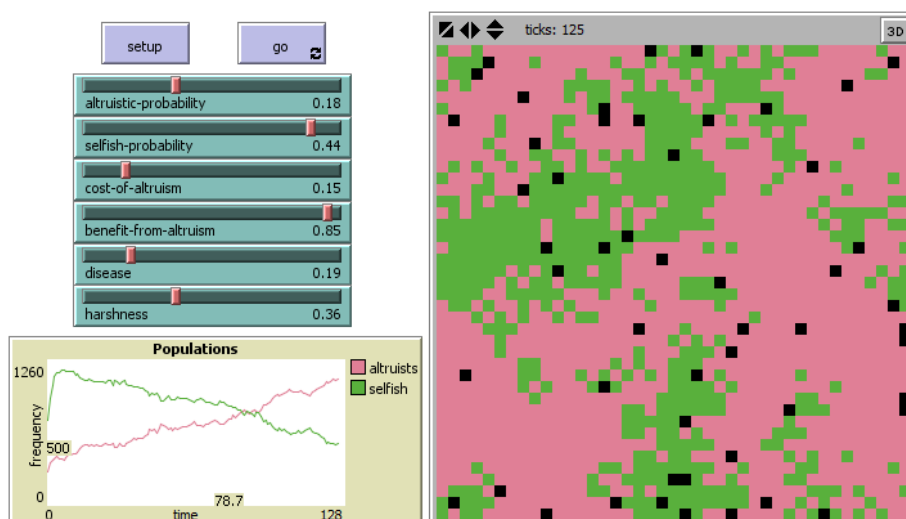 setup
go
ticks: 125
3D
altruistic-probability 0.18
selfish-probability 0.44
cost-of-altruism 0.15
benefit-from-altruism 0.85
disease 0.19
harshness 0.36
Populations
1260
frequency
500
0
0
78.7
time
128
altruists
selfish